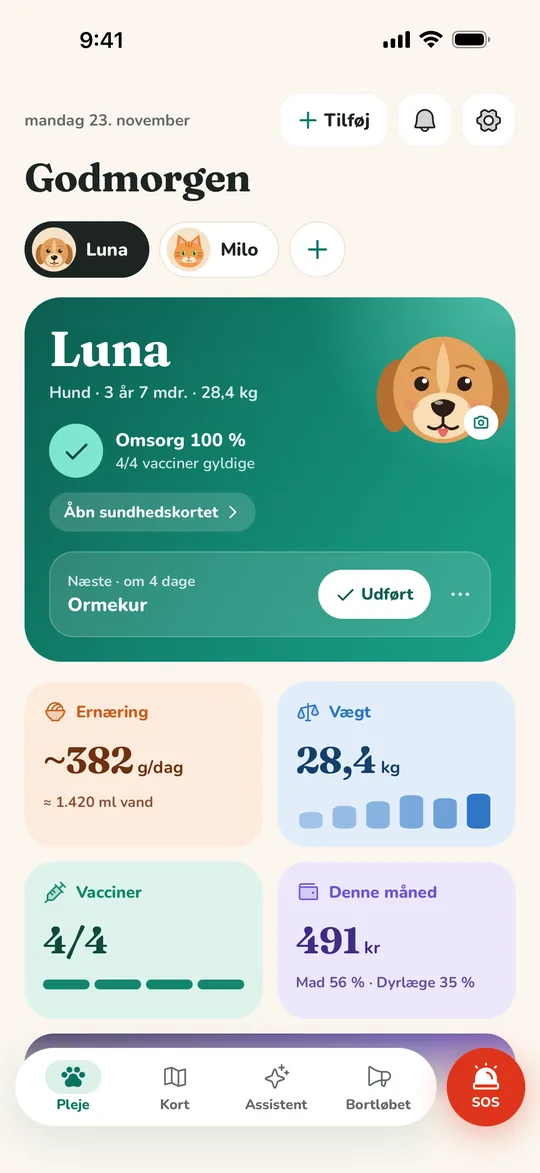 9:41
mandag 23. november
Tilføj
Godmorgen
Luna
Milo
Luna
Hund · 3 år 7 mdr. · 28,4 kg
Omsorg 100 %
4/4 vacciner gyldige
Åbn sundhedskortet
Næste · om 4 dage
Ormekur
Udført
Ernæring
~382 g/dag
≈ 1.420 ml vand
Vægt
28,4 kg
Vacciner
4/4
Denne måned
491 kr
Mad 56 % · Dyrlæge 35 %
Pleje
Kort
Assistent
Bortløbet
SOS